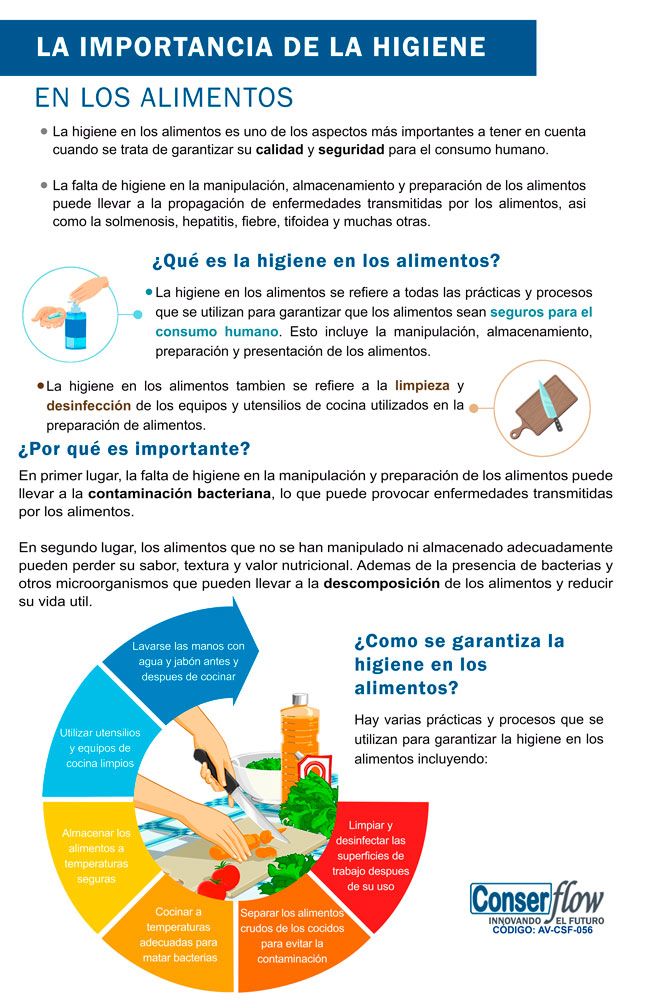 LA IMPORTANCIA DE LA HIGIENE
EN LOS ALIMENTOS
La higiene en los alimentos es uno de los aspectos más importantes a tener en cuenta
cuando se trata de garantizar su calidad y seguridad para el consumo humano.
La falta de higiene en la manipulación, almacenamiento y preparación de los alimentos
puede llevar a la propagación de enfermedades transmitidas por los alimentos, asi
como la solmenosis, hepatitis, fiebre, tifoidea y muchas otras.
¿Qué es la higiene en los alimentos?
La higiene en los alimentos se refiere a todas las prácticas y procesos
que se utilizan para garantizar que los alimentos sean seguros para el
consumo humano. Esto incluye la manipulación, almacenamiento,
preparación y presentación de los alimentos.
La higiene en los alimentos tambien se refiere a la limpieza y
desinfección de los equipos y utensilios de cocina utilizados en la
preparación de alimentos.
¿Por qué es importante?
En primer lugar, la falta de higiene en la manipulación y preparación de los alimentos puede
llevar a la contaminación bacteriana, lo que puede provocar enfermedades transmitidas
por los alimentos.
En segundo lugar, los alimentos que no se han manipulado ni almacenado adecuadamente
pueden perder su sabor, textura y valor nutricional. Ademas de la presencia de bacterias y
otros microorganismos que pueden llevar a la descomposición de los alimentos y reducir
su vida util.
¿Como se garantiza la
higiene en los
alimentos?
Hay varias prácticas y procesos que se
utilizan para garantizar la higiene en los
alimentos incluyendo:
Lavarse las manos con
agua y jabón antes y
despues de cocinar
Utilizar utensilios
y equipos de
cocina limpios
Almacenar los
alimentos a
temperaturas
seguras
Cocinar a
temperaturas
adecuadas para
matar bacterias
Separar los alimentos
crudos de los cocidos
para evitar la
contaminación
Limpiar y
desinfectar las
superficies de
trabajo despues
de su uso
Conserflow
INNOVANDO EL FUTURO
CÓDIGO: AV-CSF-056